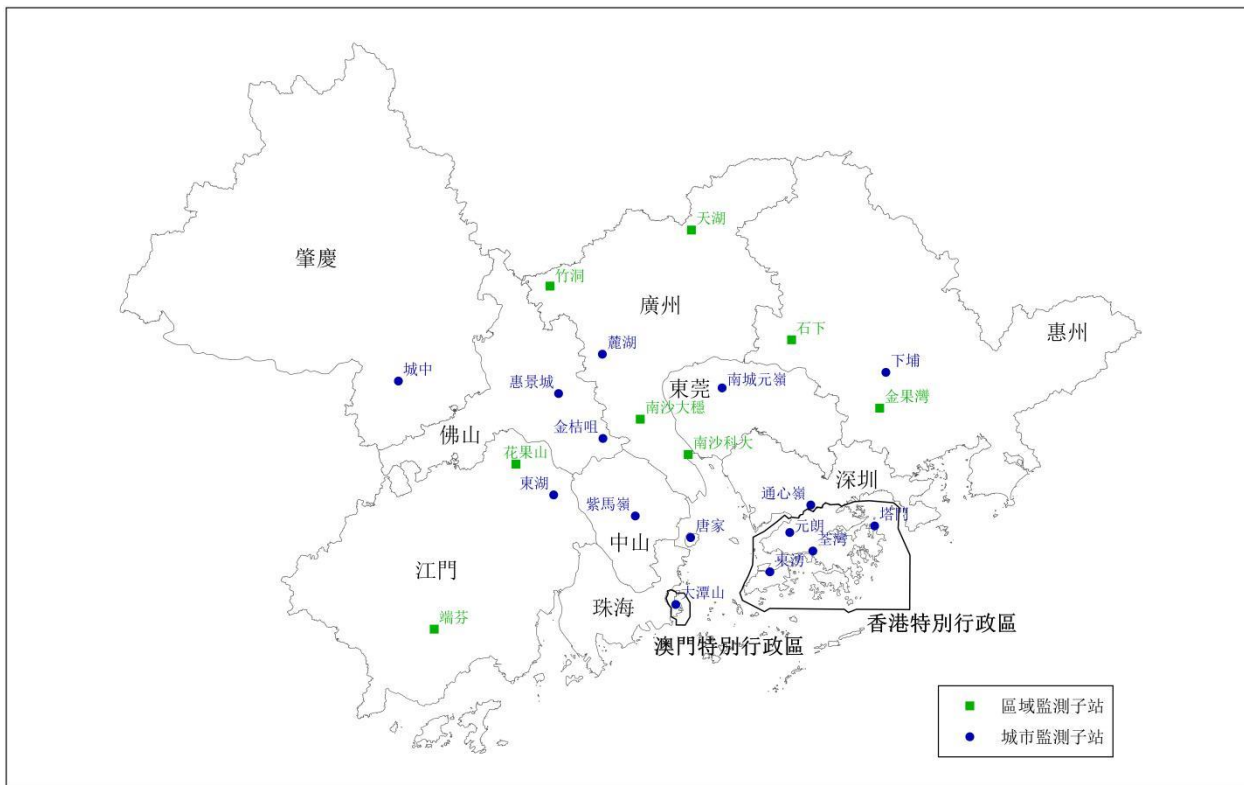 天湖
肇慶
竹洞
廣州
石下
惠州
麓湖
下埔
城中
惠景城
東莞
南城元嶺
金果灣
南沙大穩
佛山
金桔咀
花果山
南沙科大
東湖
深圳
通心嶺
紫馬嶺
塔門
元朗
唐家
中山
荃灣
東湧
江門
大潭山
珠海
端芬
香港特別行政區
澳門特別行政區
區域監測子站
城市監測子站